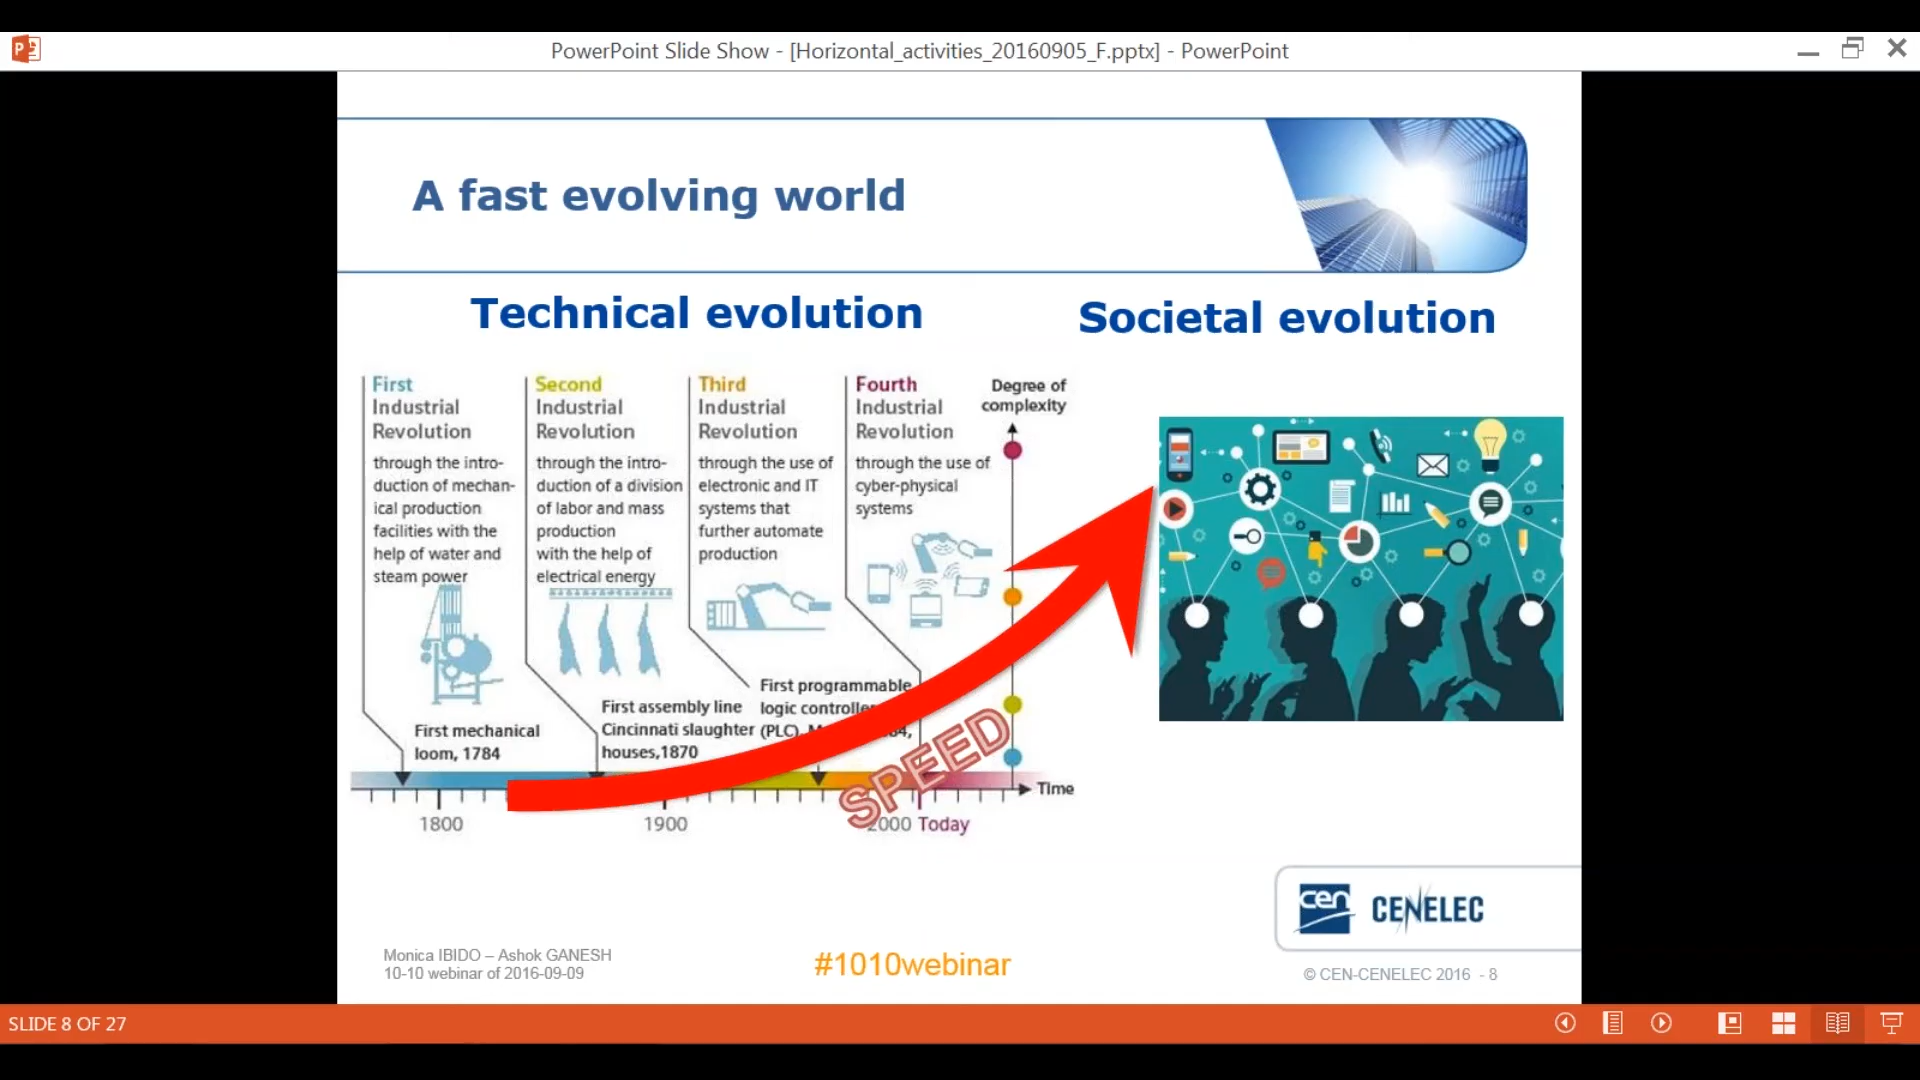 PowerPoint Slide Show - [Horizontal_activities_20160905_F.pptx] - PowerPoint
A fast evolving world
Technical evolution
Societal evolution
First
Industrial
Revolution
through the intro-
duction of mechan-
ical production
facilities with the
help of water and
steam power
Second
Industrial
Revolution
through the intro-
duction of a division
of labor and mass
production
with the help of
electrical energy
Third
Industrial
Revolution
through the use of
electronic and IT
systems that
further automate
production
Fourth
Industrial
Revolution
through the use of
cyber-physical
systems
Degree of
complexity
First mechanical
loom, 1784
First assembly line
Cincinnati slaughter
houses,1870
First programmable
logic controller
(PLC),
SPEED
Time
1800
1900
2000
Today
cen
CENELEC
Monica IBIDO – Ashok GANESH
10-10 webinar of 2016-09-09
#1010webinar
© CEN-CENELEC 2016 - 8
SLIDE 8 OF 27